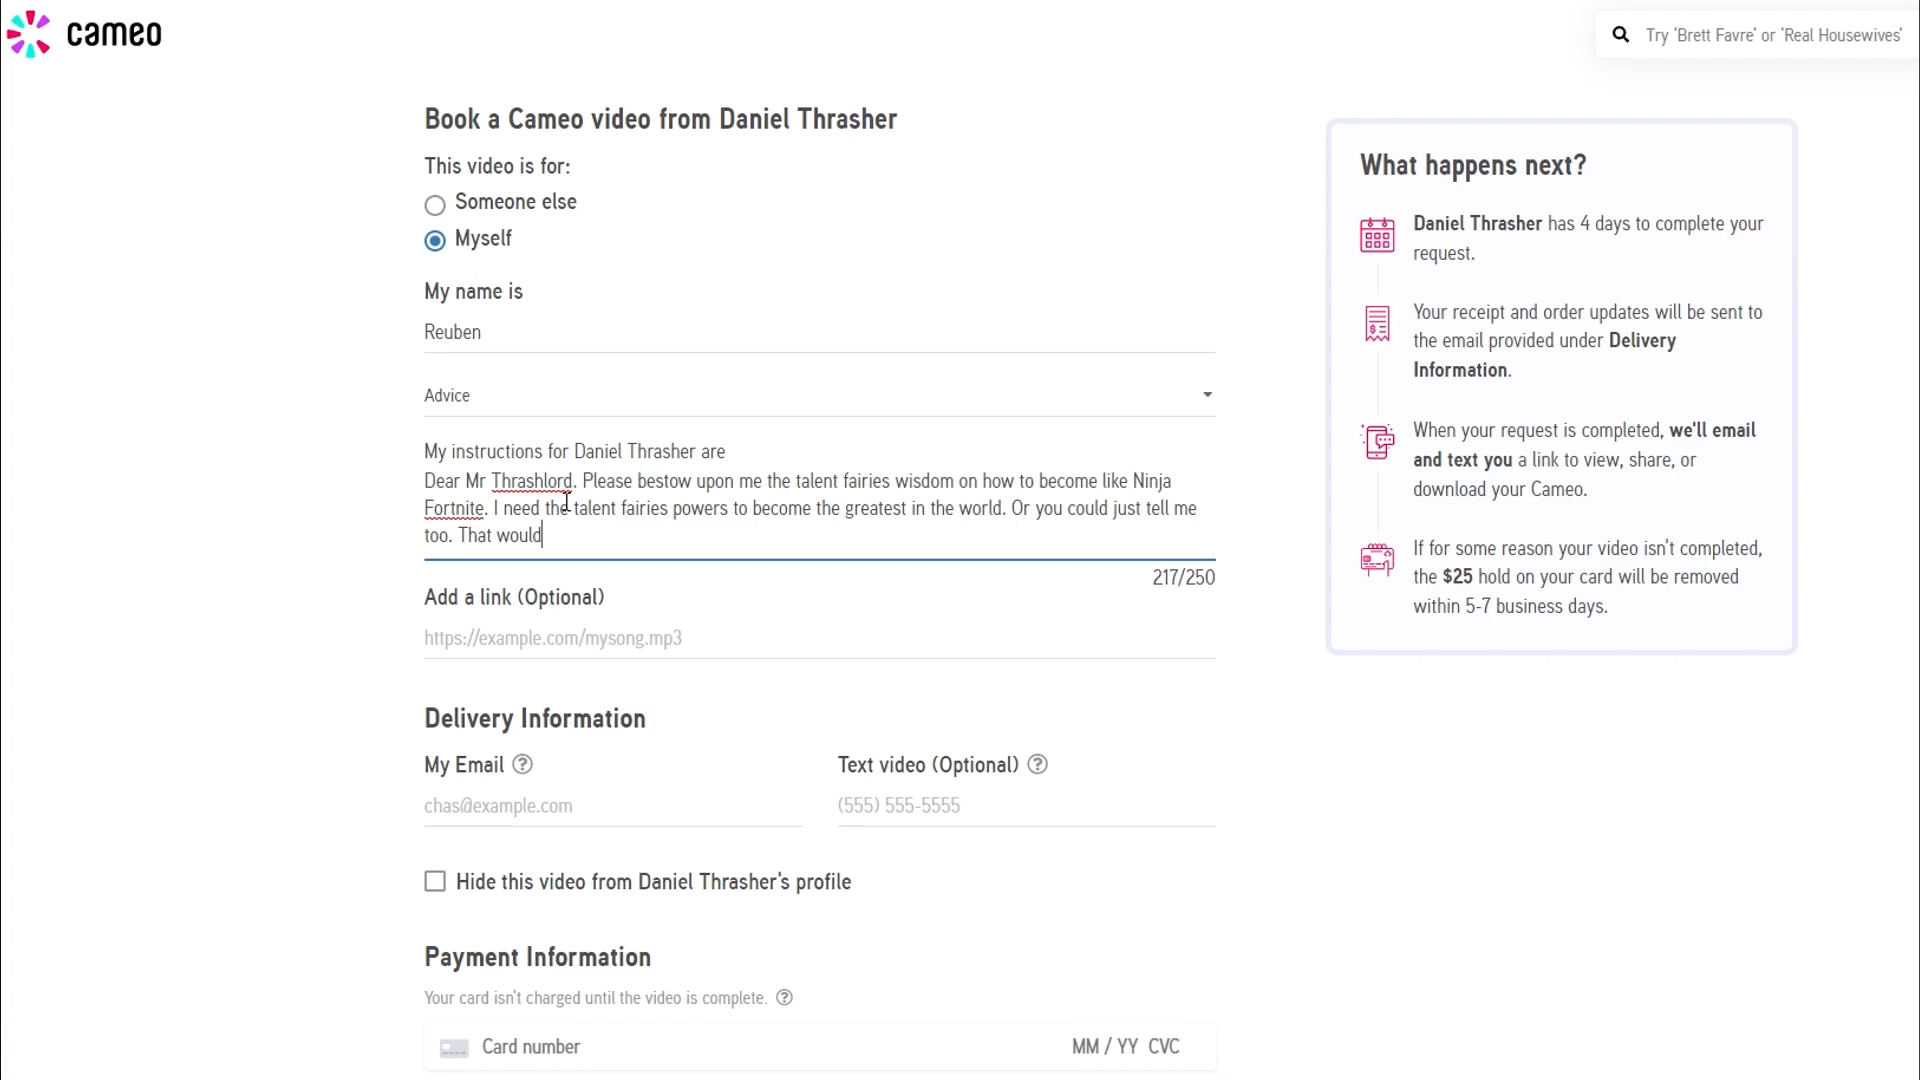 cameo
Try 'Brett Favre' or 'Real Housewives'
Book a Cameo video from Daniel Thrasher
This video is for:
Someone else
Myself
My name is
Reuben
Advice
My instructions for Daniel Thrasher are
Dear Mr Thrashlord. Please bestow upon me the talent fairies wisdom on how to become like Ninja
Fortnite. I need the talent fairies powers to become the greatest in the world. Or you could just tell me
too. That would
217/250
Add a link (Optional)
https://example.com/mysong.mp3
Delivery Information
My Email ?
Text video (Optional) ?
chas@example.com
(555) 555-5555
Hide this video from Daniel Thrasher's profile
Payment Information
Your card isn't charged until the video is complete. ?
Card number
MM / YY CVC
What happens next?
Daniel Thrasher has 4 days to complete your
request.
Your receipt and order updates will be sent to
the email provided under Delivery
Information.
When your request is completed, we'll email
and text you a link to view, share, or
download your Cameo.
If for some reason your video isn't completed,
the $25 hold on your card will be removed
within 5-7 business days.